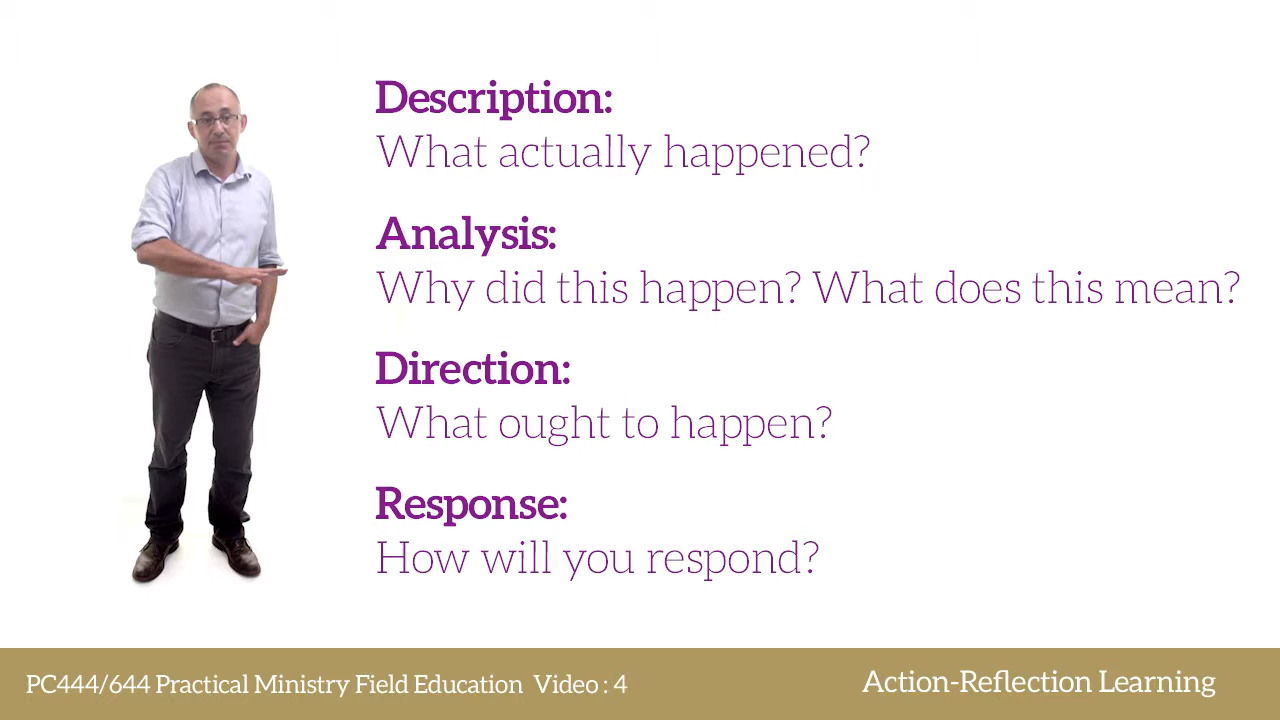 Description:
What actually happened?
Analysis:
Why did this happen? What does this mean?
Direction:
What ought to happen?
Response:
How will you respond?
PC444/644 Practical Ministry Field Education Video : 4
Action-Reflection Learning